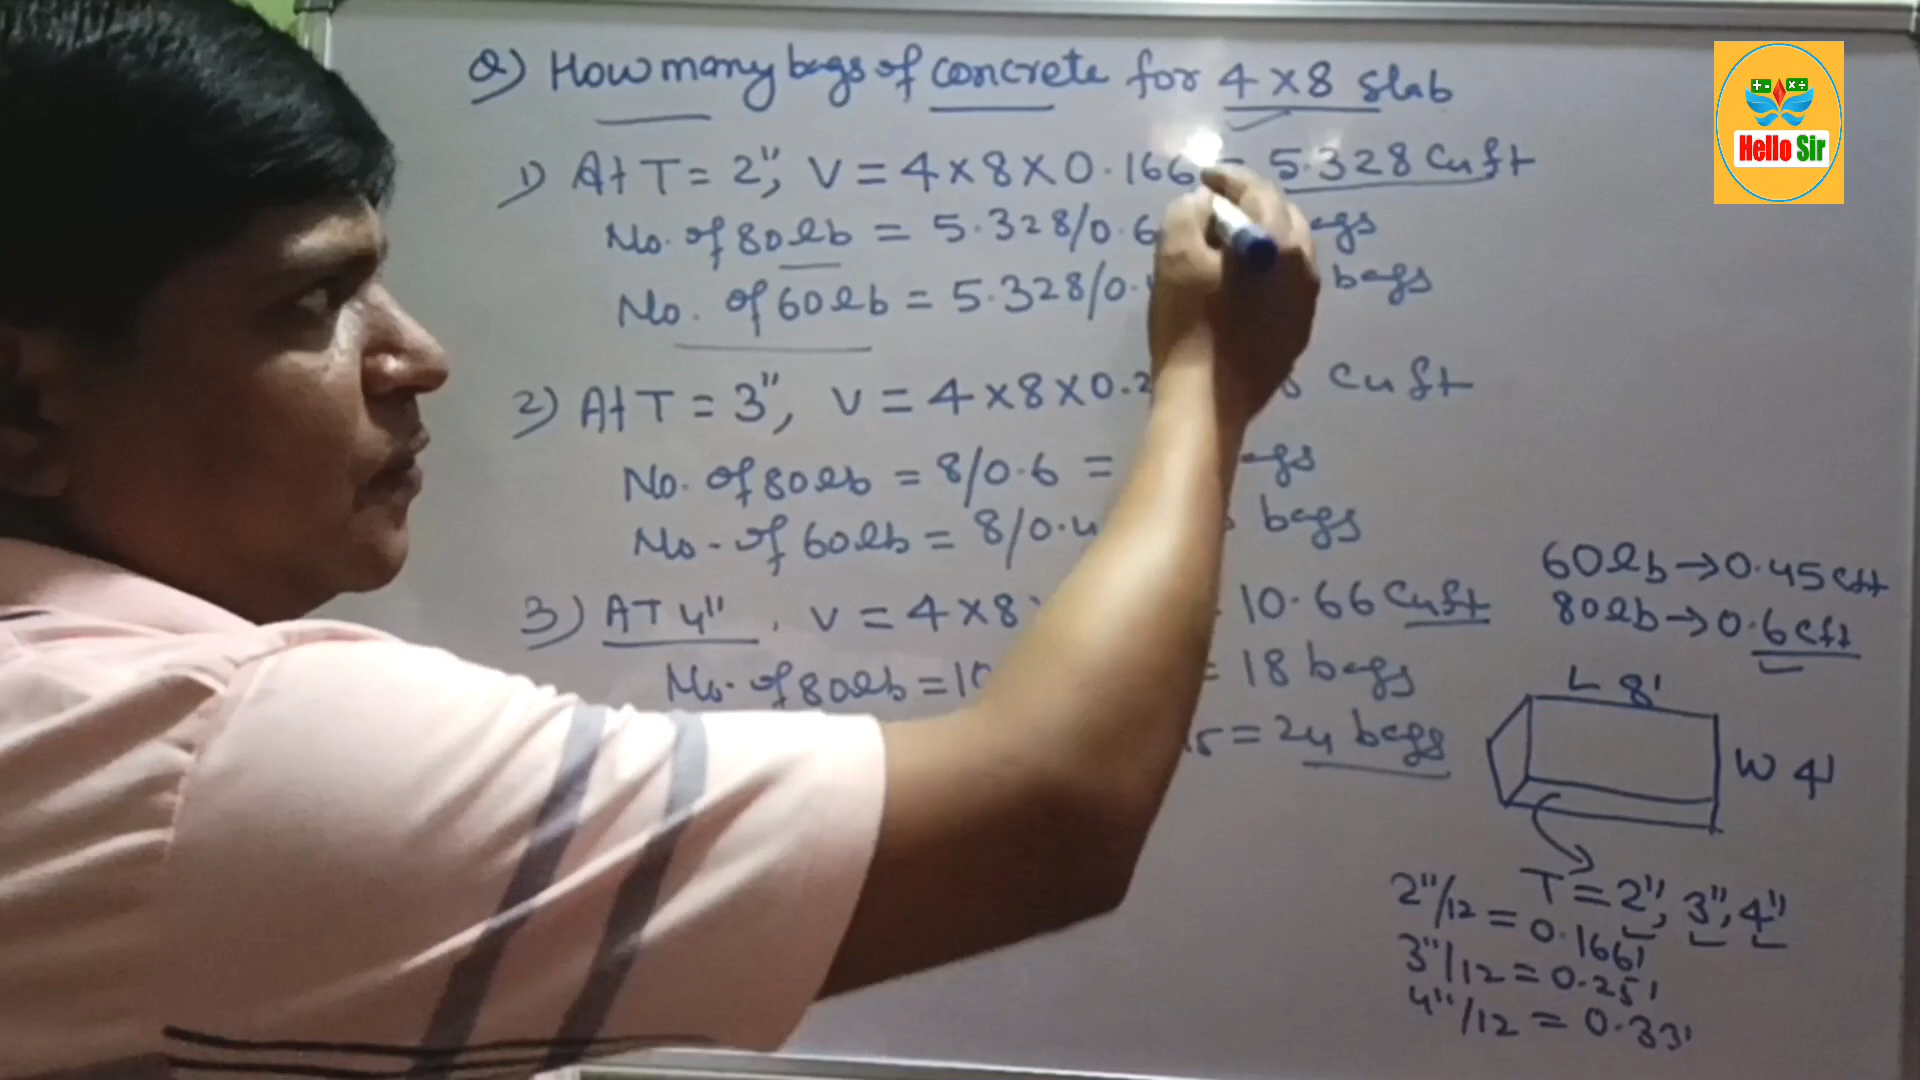 Q) How many bags of concrete for 4 x 8 slab
1) At T = 2", V = 4 x 8 x 0.166 = 5.328 Cuft
No. of 80lb = 5.328/0.6
No. of 60lb = 5.328/0. bags
2) At T = 3", V = 4 x 8 x 0.2 Cuft
No. of 80lb = 8/0.6 =
No. of 60lb = 8/0.4 bags
3) AT 4", V = 4 x 8 10.66 Cuft
No. of 80lb = 10 = 18 bags
= 24 bags
60lb → 0.45 Cft
80lb → 0.6 cft
L 8'
W 4'
T = 2", 3", 4"
2"/12 = 0.166'
3"/12 = 0.25'
4"/12 = 0.33'
+ - x ÷
Hello Sir